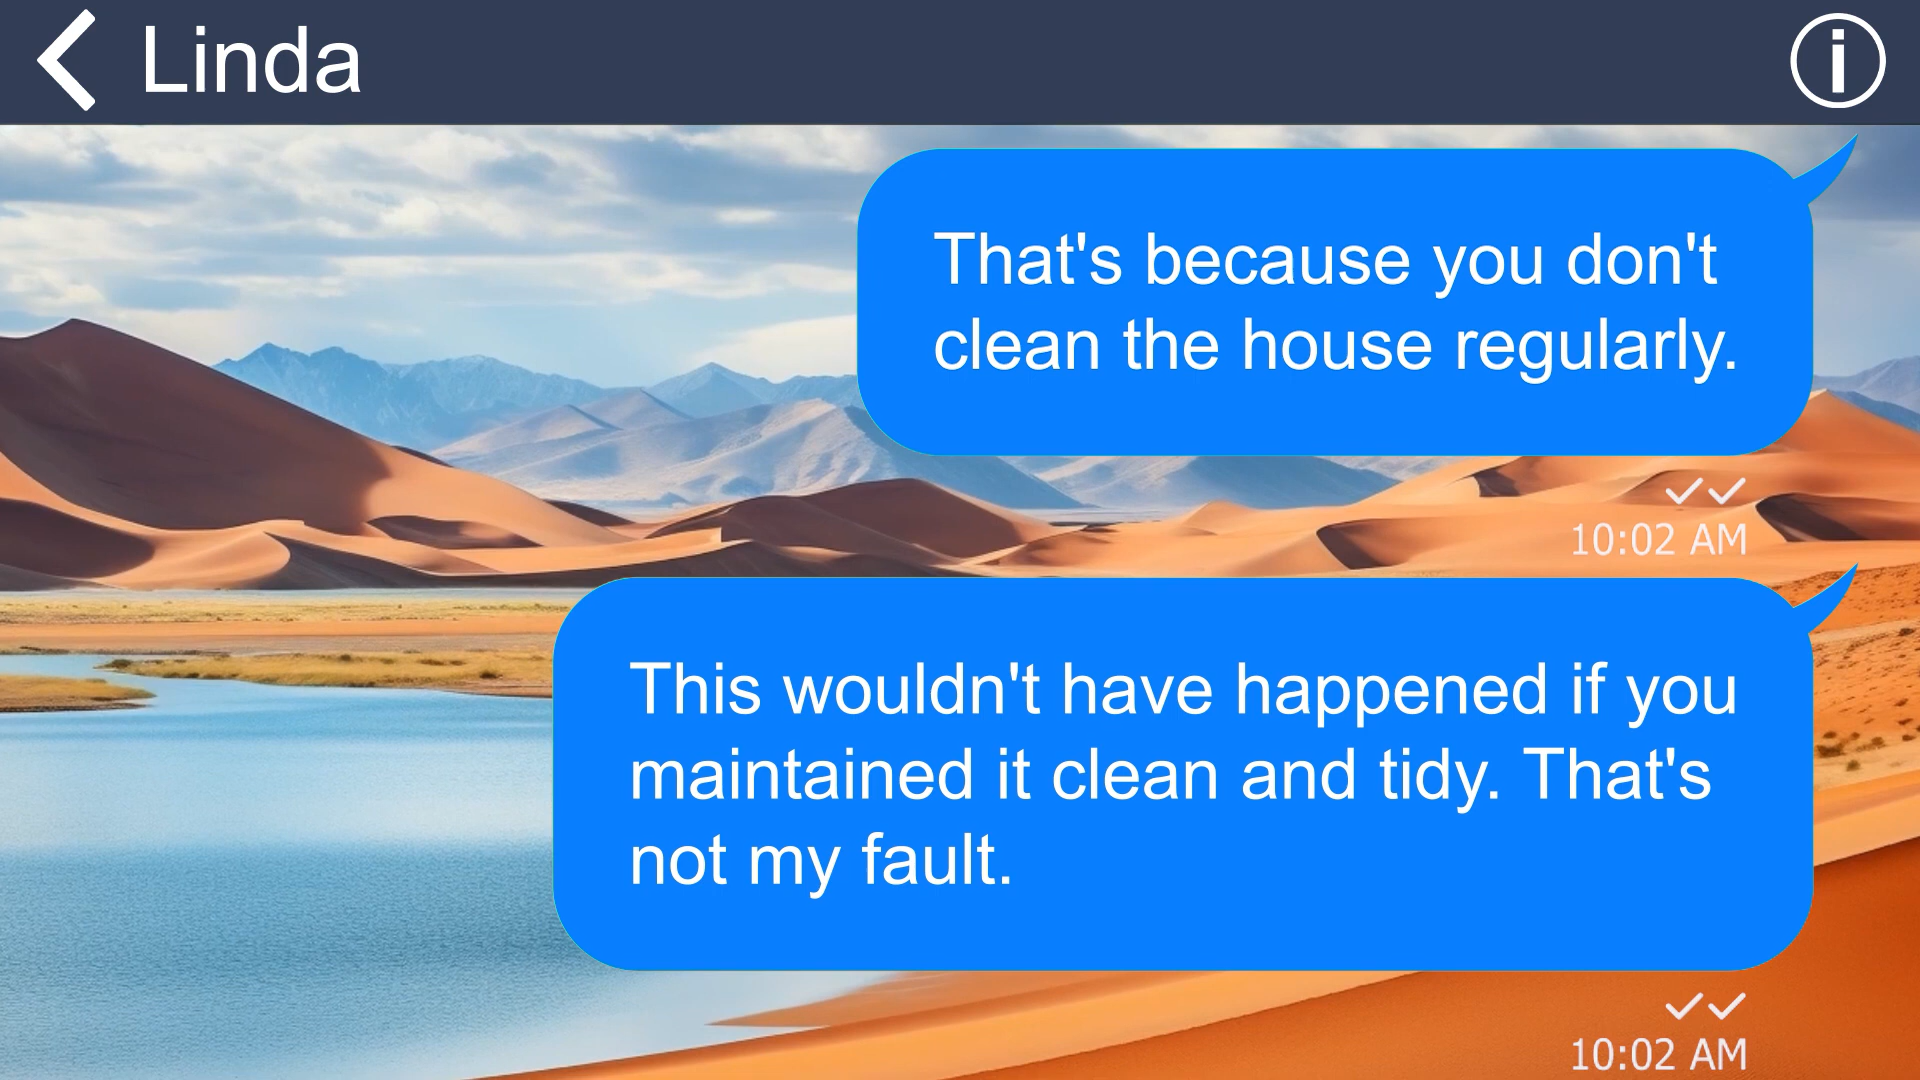 Linda
That's because you don't
clean the house regularly.
10:02 AM
This wouldn't have happened if you
maintained it clean and tidy. That's
not my fault.
10:02 AM